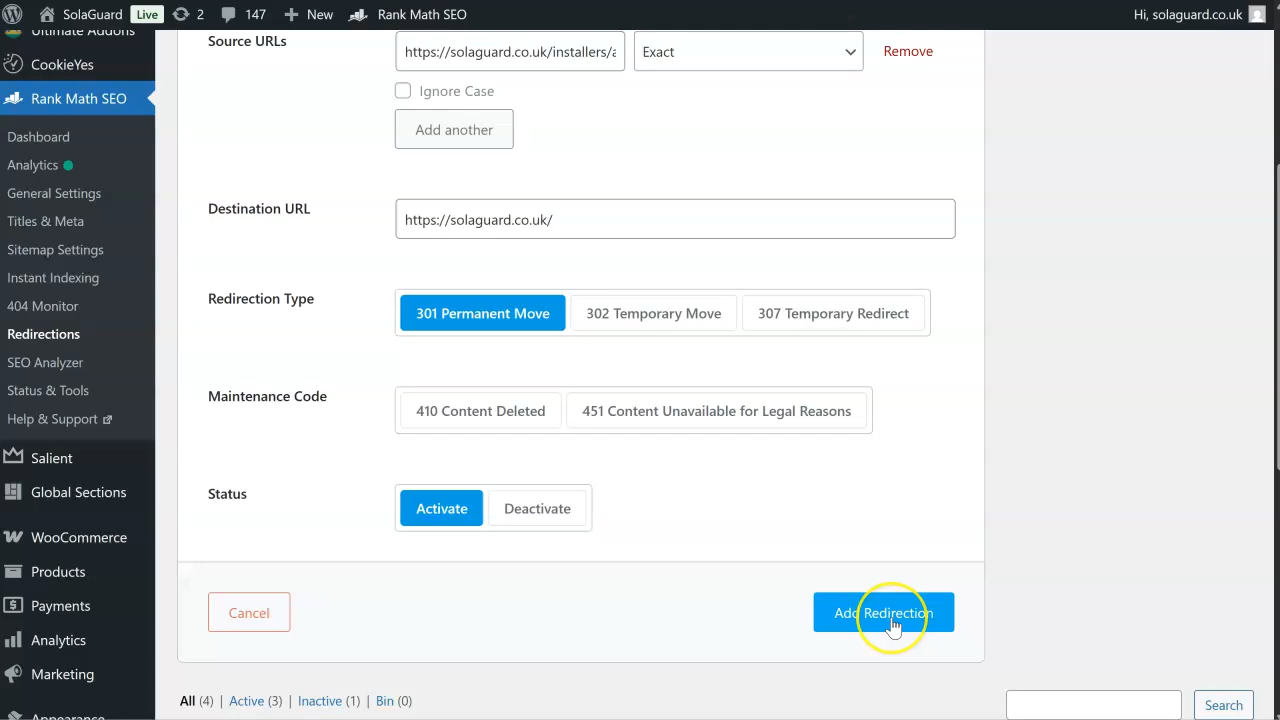 SolaGuard Live 2 147 New Rank Math SEO Hi, solaguard.co.uk
Ultimate Addons
CookieYes
Rank Math SEO
Dashboard
Analytics
General Settings
Titles & Meta
Sitemap Settings
Instant Indexing
404 Monitor
Redirections
SEO Analyzer
Status & Tools
Help & Support
Salient
Global Sections
WooCommerce
Products
Payments
Analytics
Marketing
Appearance
Source URLs
https://solaguard.co.uk/installers/a Exact Remove
Ignore Case
Add another
Destination URL
https://solaguard.co.uk/
Redirection Type
301 Permanent Move 302 Temporary Move 307 Temporary Redirect
Maintenance Code
410 Content Deleted 451 Content Unavailable for Legal Reasons
Status
Activate Deactivate
Cancel Add Redirection
All (4) | Active (3) | Inactive (1) | Bin (0) Search